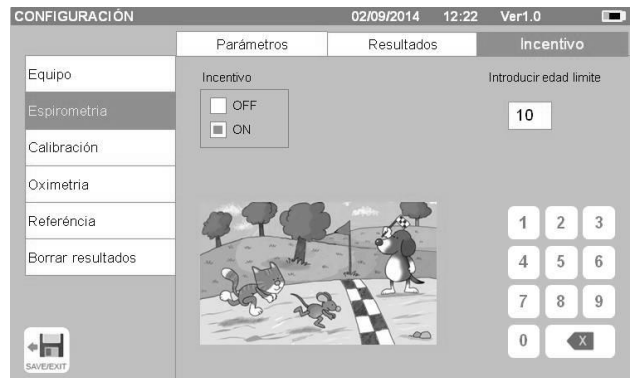 CONFIGURACIÓN 02/09/2014 12:22 Ver1.0
Parámetros Resultados Incentivo
Equipo
Espirometria
Calibración
Oximetria
Referéncia
Borrar resultados
SAVE/EXIT
Incentivo
OFF
ON
Introducir edad limite
10
1 2 3
4 5 6
7 8 9
0 X